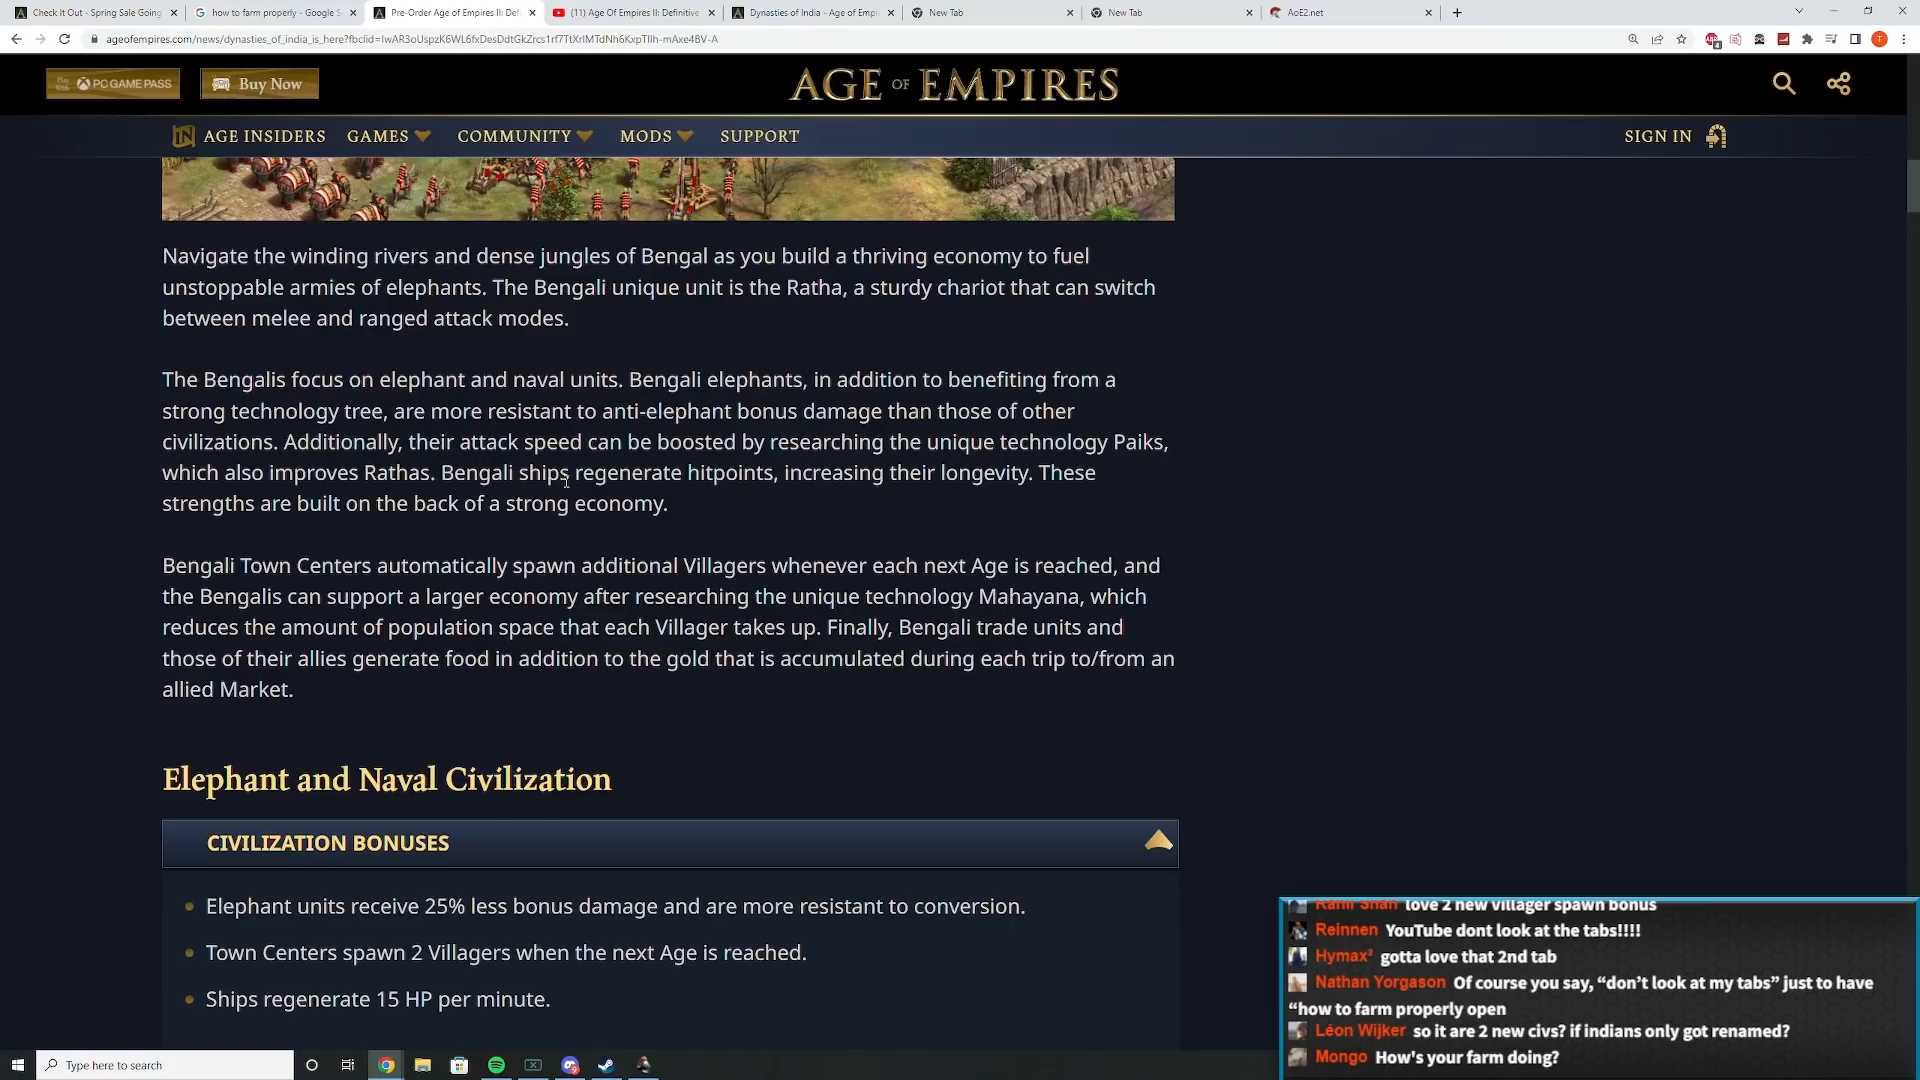 Check It Out - Spring Sale Going
how to farm properly - Google S
Pre-Order Age of Empires II: Def
(11) Age Of Empires II: Definitive
Dynasties of India - Age of Empi
New Tab
New Tab
AoE2.net
ageofempires.com/news/dynasties_of_india_is_here?fbclid=IwAR3oUspzK6WL6fxDesDdtGkZrcs1rf7TtXrIMTdNh6KxpTIIh-mAxe4BV-A
Play With PC GAME PASS
Buy Now
AGE OF EMPIRES
AGE INSIDERS
GAMES
COMMUNITY
MODS
SUPPORT
SIGN IN
Navigate the winding rivers and dense jungles of Bengal as you build a thriving economy to fuel
unstoppable armies of elephants. The Bengali unique unit is the Ratha, a sturdy chariot that can switch
between melee and ranged attack modes.
The Bengalis focus on elephant and naval units. Bengali elephants, in addition to benefiting from a
strong technology tree, are more resistant to anti-elephant bonus damage than those of other
civilizations. Additionally, their attack speed can be boosted by researching the unique technology Paiks,
which also improves Rathas. Bengali ships regenerate hitpoints, increasing their longevity. These
strengths are built on the back of a strong economy.
Bengali Town Centers automatically spawn additional Villagers whenever each next Age is reached, and
the Bengalis can support a larger economy after researching the unique technology Mahayana, which
reduces the amount of population space that each Villager takes up. Finally, Bengali trade units and
those of their allies generate food in addition to the gold that is accumulated during each trip to/from an
allied Market.
Elephant and Naval Civilization
CIVILIZATION BONUSES
Elephant units receive 25% less bonus damage and are more resistant to conversion.
Town Centers spawn 2 Villagers when the next Age is reached.
Ships regenerate 15 HP per minute.
Rami Shah love 2 new villager spawn bonus
Reinnen YouTube dont look at the tabs!!!!
Hymax² gotta love that 2nd tab
Nathan Yorgason Of course you say, “don’t look at my tabs” just to have
“how to farm properly open
Léon Wijker so it are 2 new civs? if indians only got renamed?
Mongo How's your farm doing?
Type here to search